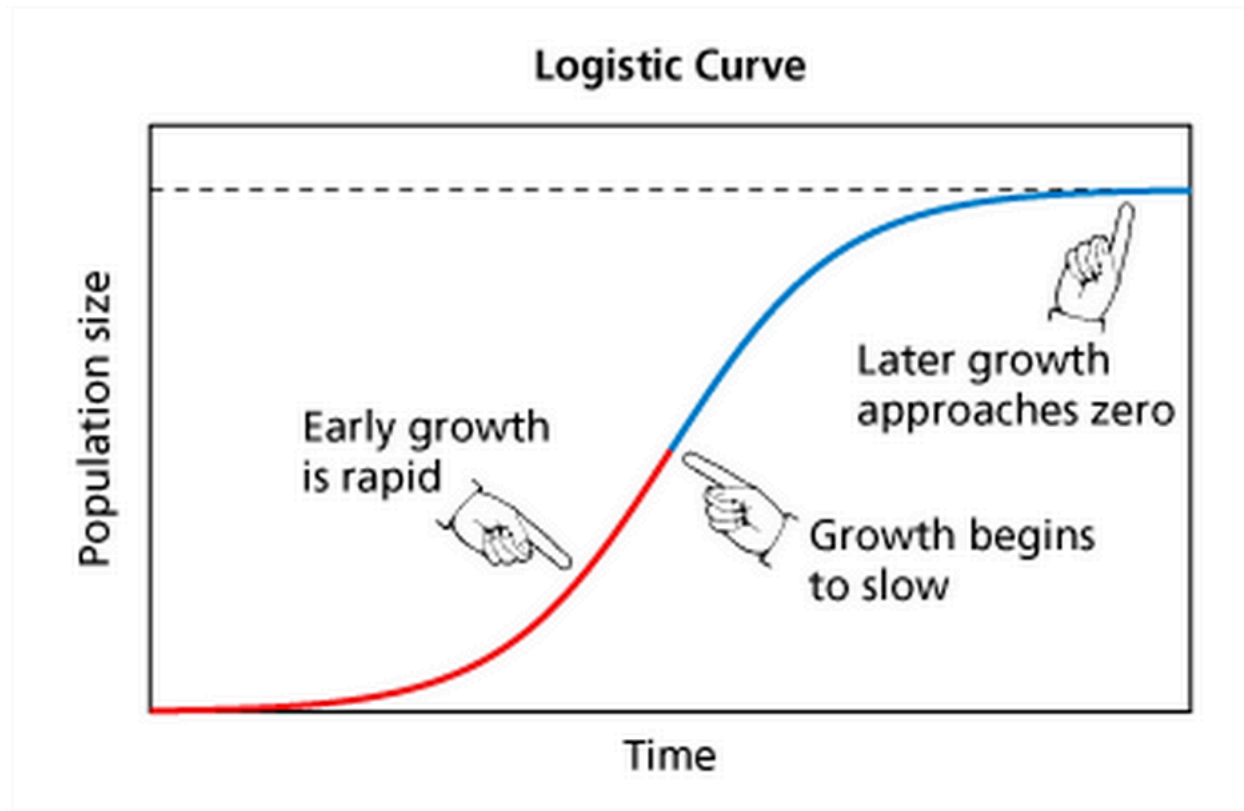 Logistic Curve
Population size
Early growth
is rapid
Later growth
approaches zero
Growth begins
to slow
Time